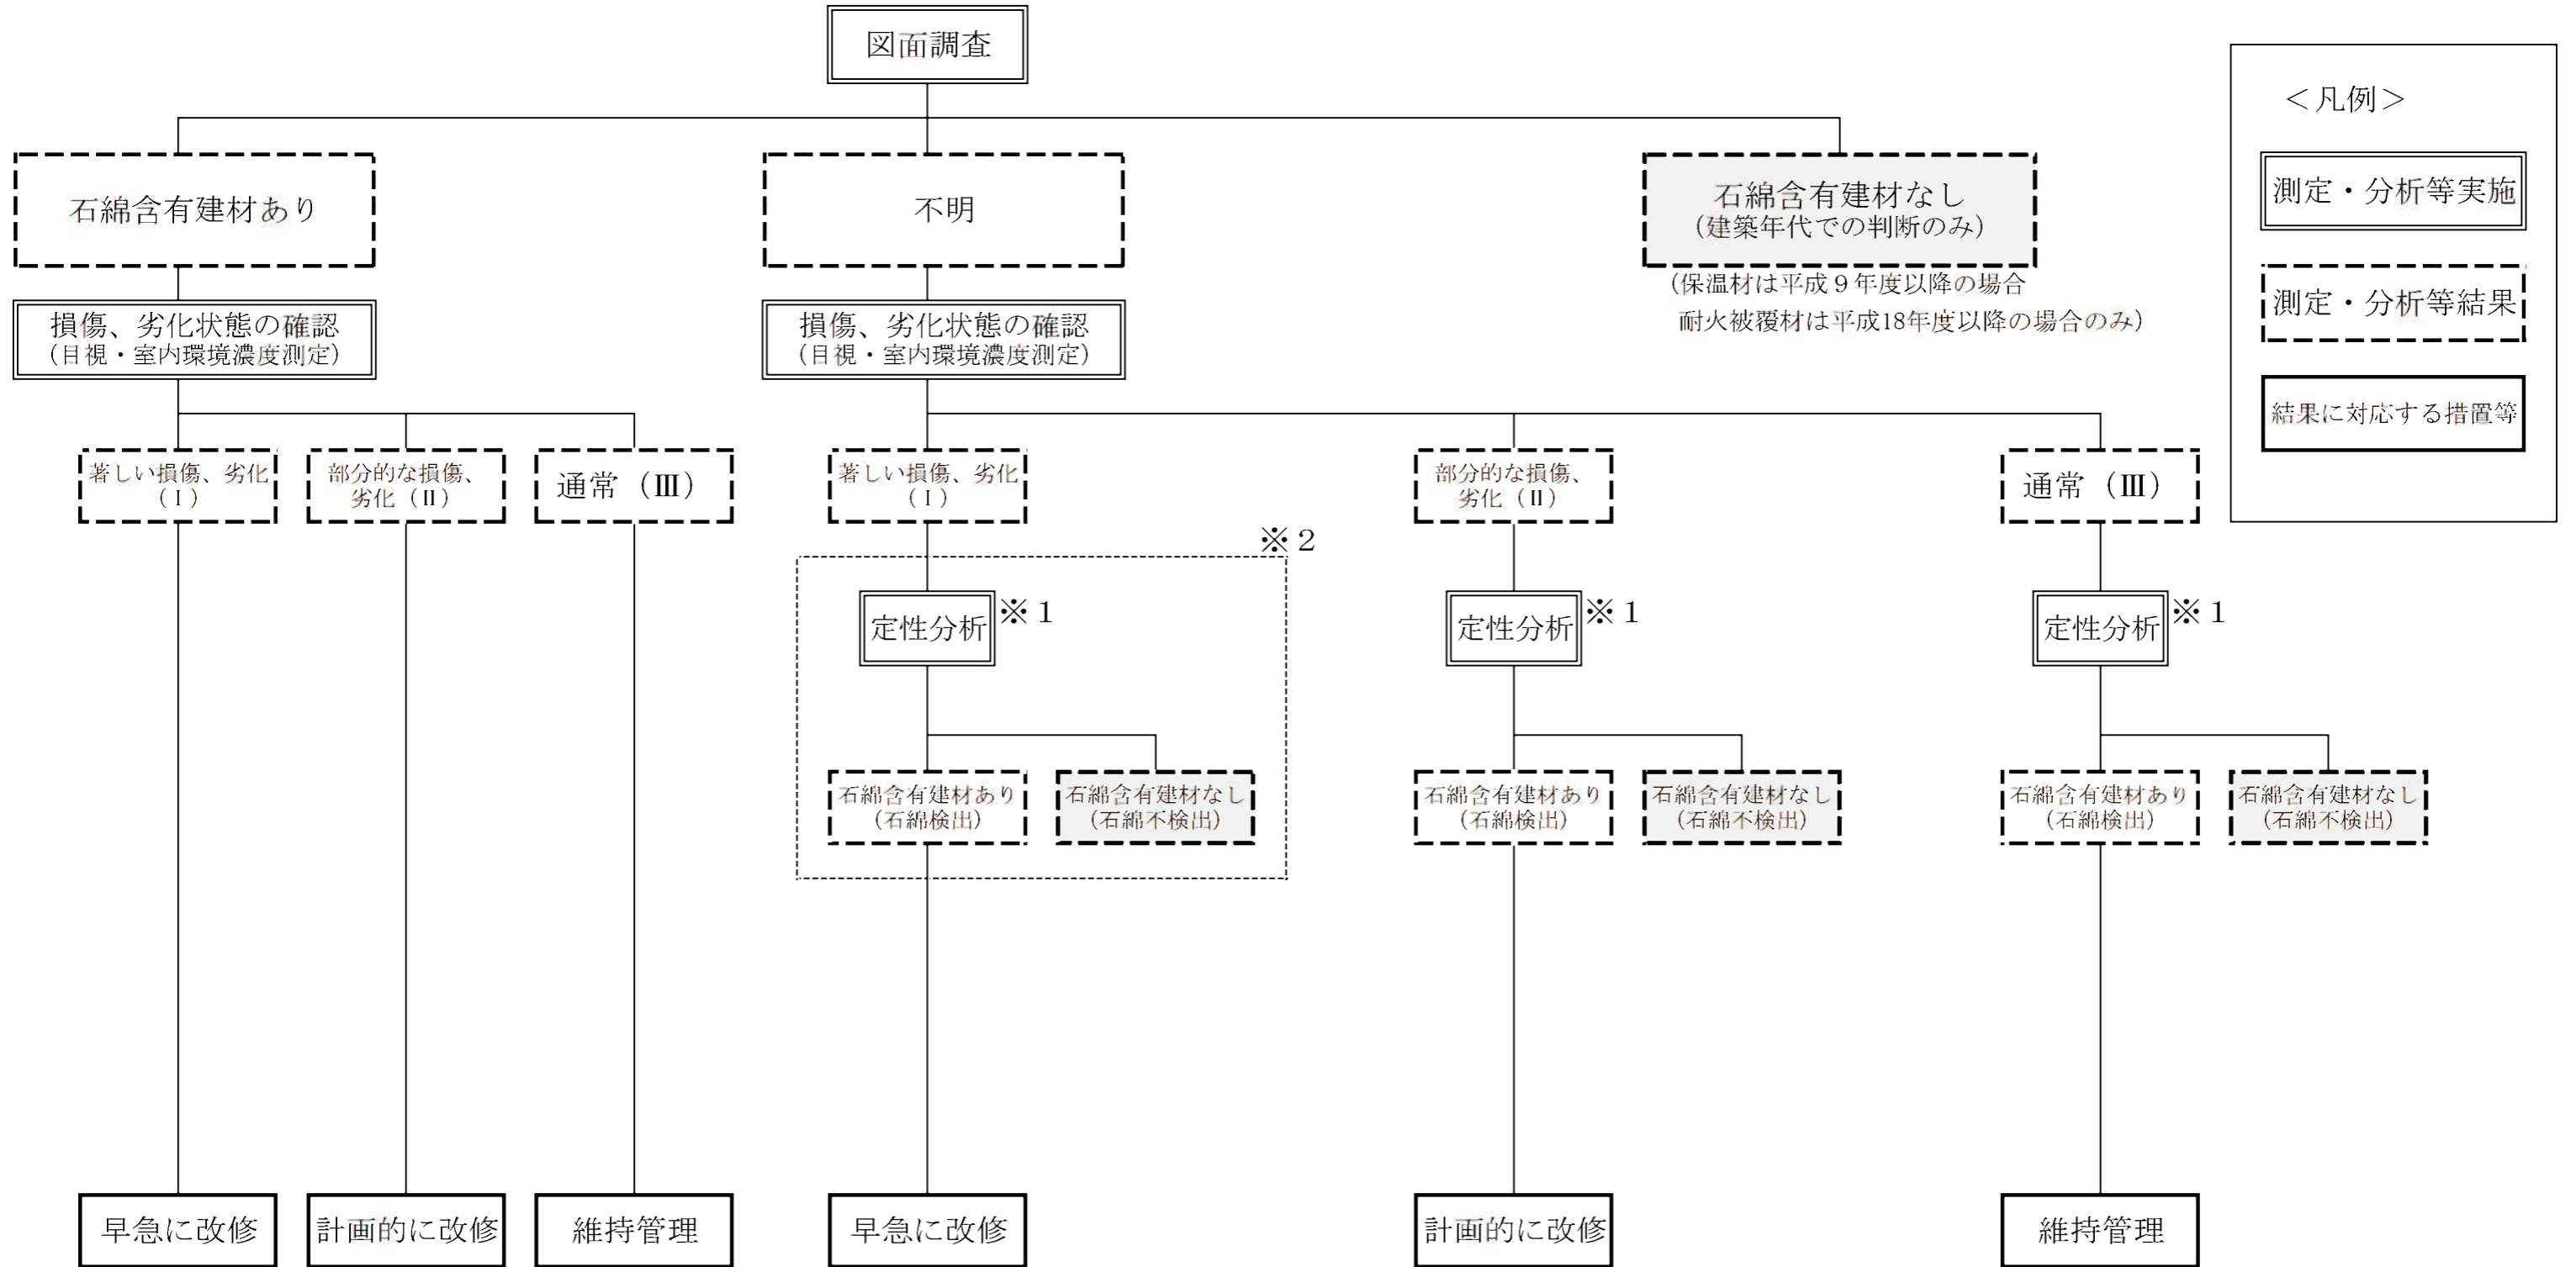 図面調査
＜凡例＞
測定・分析等実施
測定・分析等結果
結果に対応する措置等
石綿含有建材あり
不明
石綿含有建材なし
（建築年代での判断のみ）
（保温材は平成９年度以降の場合
耐火被覆材は平成18年度以降の場合のみ）
損傷、劣化状態の確認
（目視・室内環境濃度測定）
損傷、劣化状態の確認
（目視・室内環境濃度測定）
著しい損傷、劣化
（Ⅰ）
部分的な損傷、
劣化（Ⅱ）
通常（Ⅲ）
著しい損傷、劣化
（Ⅰ）
部分的な損傷、
劣化（Ⅱ）
通常（Ⅲ）
※２
定性分析
※１
定性分析
※１
定性分析
※１
石綿含有建材あり
（石綿検出）
石綿含有建材なし
（石綿不検出）
石綿含有建材あり
（石綿検出）
石綿含有建材なし
（石綿不検出）
石綿含有建材あり
（石綿検出）
石綿含有建材なし
（石綿不検出）
早急に改修
計画的に改修
維持管理
早急に改修
計画的に改修
維持管理